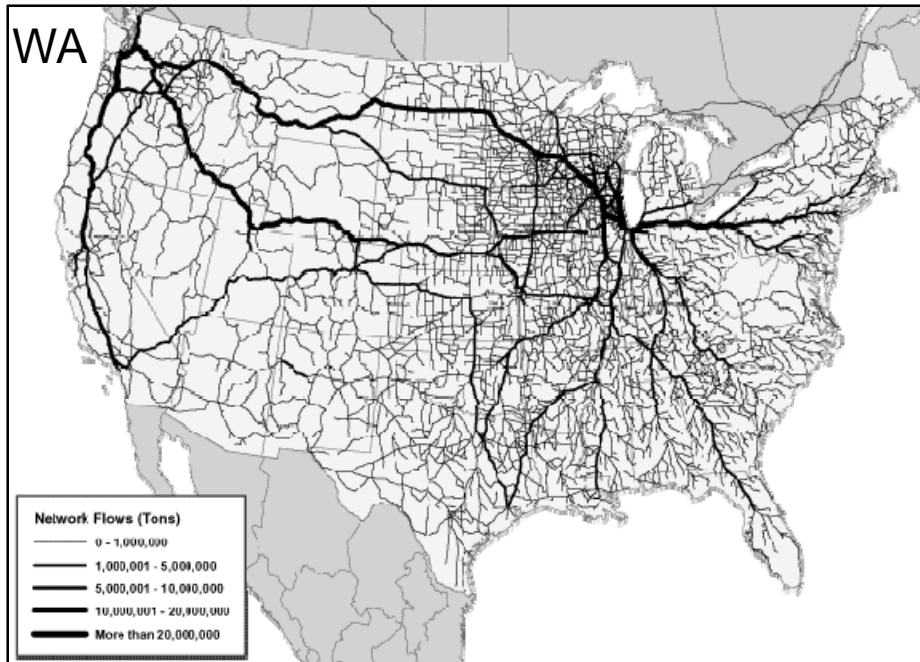 WA
Network Flows (Tons)
0 - 1,000,000
1,000,001 - 5,000,000
5,000,001 - 10,000,000
10,000,001 - 20,000,000
More than 20,000,000